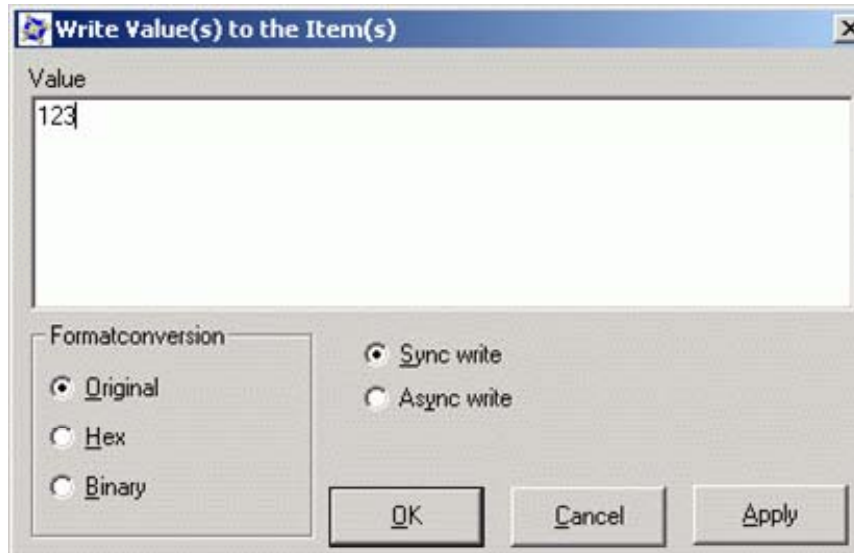 Write Value(s) to the Item(s)
Value
123
Formatconversion
Original
Hex
Binary
Sync write
Async write
OK
Cancel
Apply